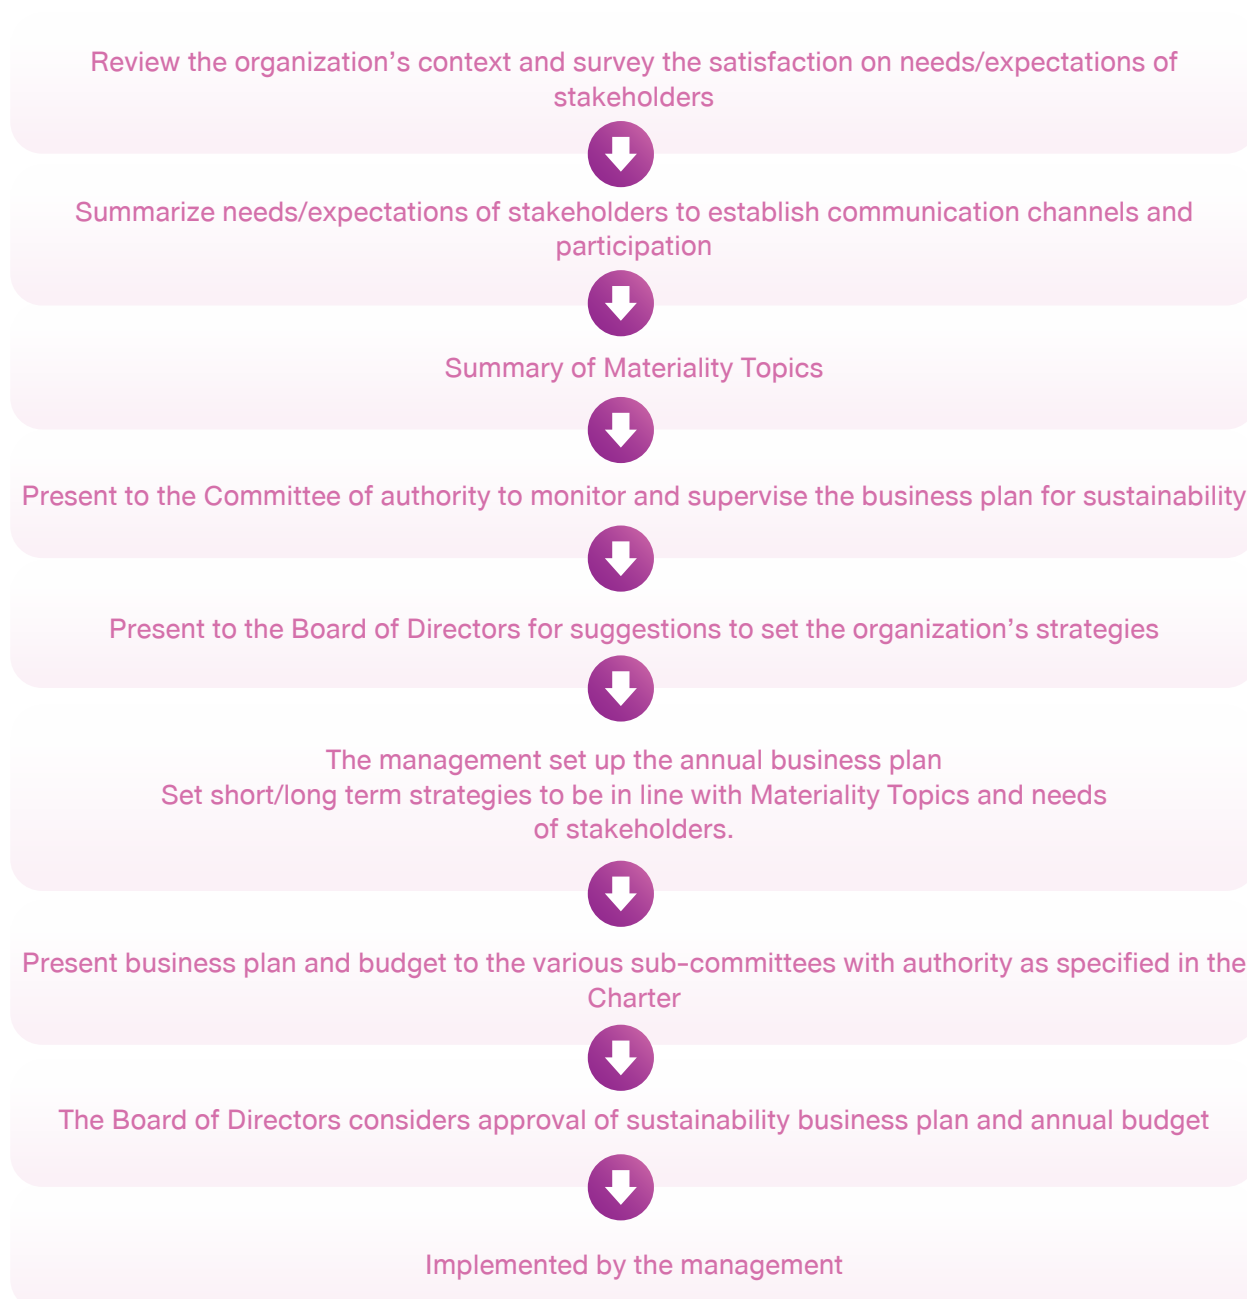 Review the organization’s context and survey the satisfaction on needs/expectations of
stakeholders
Summarize needs/expectations of stakeholders to establish communication channels and
participation
Summary of Materiality Topics
Present to the Committee of authority to monitor and supervise the business plan for sustainability
Present to the Board of Directors for suggestions to set the organization’s strategies
The management set up the annual business plan
Set short/long term strategies to be in line with Materiality Topics and needs
of stakeholders.
Present business plan and budget to the various sub-committees with authority as specified in the
Charter
The Board of Directors considers approval of sustainability business plan and annual budget
Implemented by the management